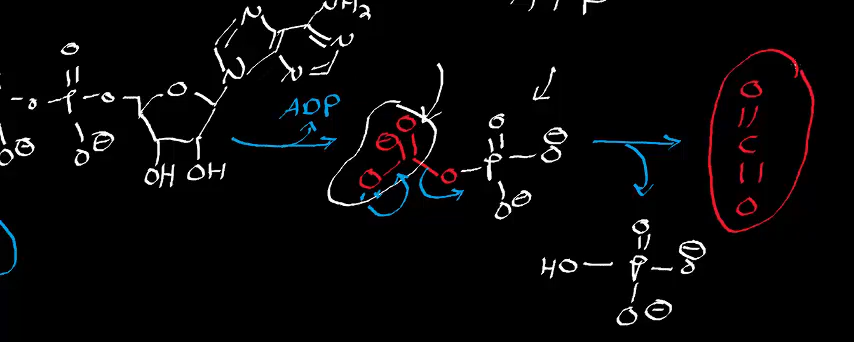 NH2
N N
O N N
O P O O N
ADP
O⊖ O⊖
OH OH
O O
⊖
O O P O⊖
O⊖
O
C
O
O
HO P O⊖
O⊖